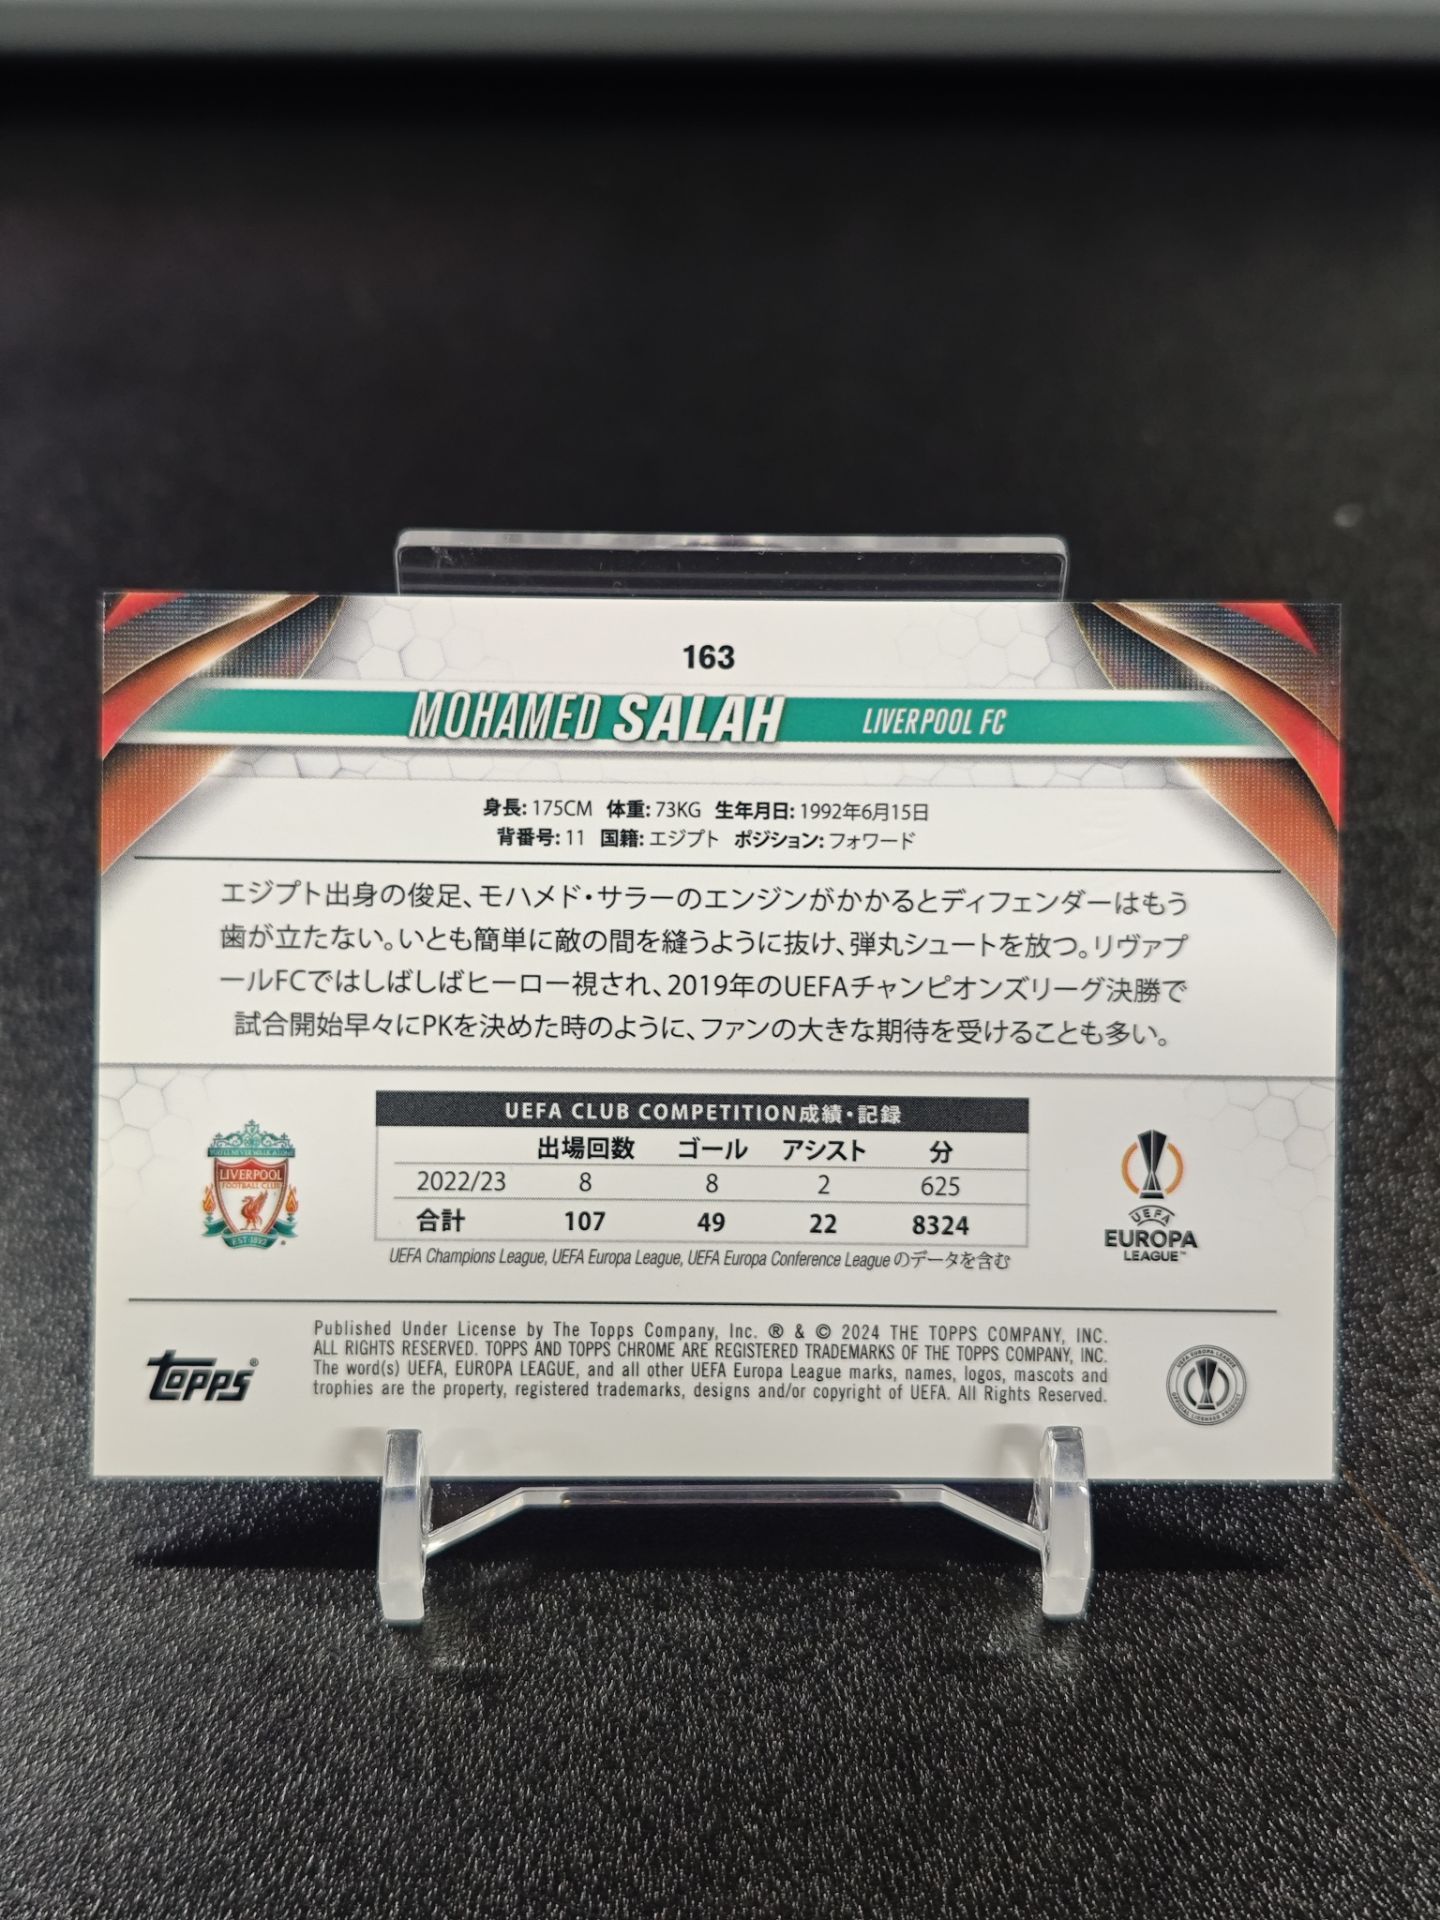 163
MOHAMED SALAH LIVERPOOL FC
身長: 175CM 体重: 73KG 生年月日: 1992年6月15日
背番号: 11 国籍: エジプト ポジション: フォワード
エジプト出身の俊足、モハメド・サラーのエンジンがかかるとディフェンダーはもう
歯が立たない。いとも簡単に敵の間を縫うように抜け、弾丸シュートを放つ。リヴァプ
ールFCではしばしばヒーロー視され、2019年のUEFAチャンピオンズリーグ決勝で
試合開始早々にPKを決めた時のように、ファンの大きな期待を受けることも多い。
UEFA CLUB COMPETITION成績・記録
出場回数 ゴール アシスト 分
2022/23 8 8 2 625
合計 107 49 22 8324
UEFA Champions League, UEFA Europa League, UEFA Europa Conference Leagueのデータを含む
YOU'LL NEVER WALK ALONE
LIVERPOOL
FOOTBALL CLUB
EST·1892
UEFA
EUROPA
LEAGUE™
topps®
Published Under License by The Topps Company, Inc. ® & © 2024 THE TOPPS COMPANY, INC.
ALL RIGHTS RESERVED. TOPPS AND TOPPS CHROME ARE REGISTERED TRADEMARKS OF THE TOPPS COMPANY, INC.
The word(s) UEFA, EUROPA LEAGUE, and all other UEFA Europa League marks, names, logos, mascots and
trophies are the property, registered trademarks, designs and/or copyright of UEFA. All Rights Reserved.
UEFA EUROPA LEAGUE
OFFICIAL LICENSED PRODUCT